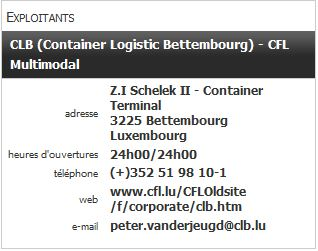 EXPLOITANTS
CLB (Container Logistic Bettembourg) - CFL
Multimodal
adresse Z.I Schelek II - Container
Terminal
3225 Bettembourg
Luxembourg
heures d'ouvertures 24h00/24h00
téléphone (+)352 51 98 10-1
web www.cfl.lu/CFLOldsite
/f/corporate/clb.htm
e-mail peter.vanderjeugd@clb.lu